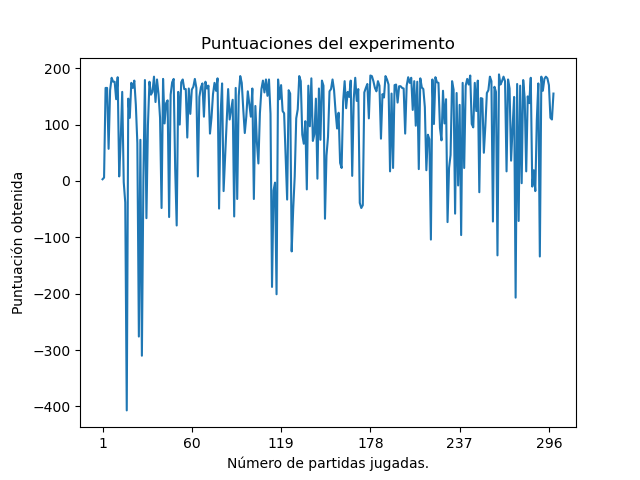 Puntuaciones del experimento
Puntuación obtenida
200
100
0
−100
−200
−300
−400
1 60 119 178 237 296
Número de partidas jugadas.